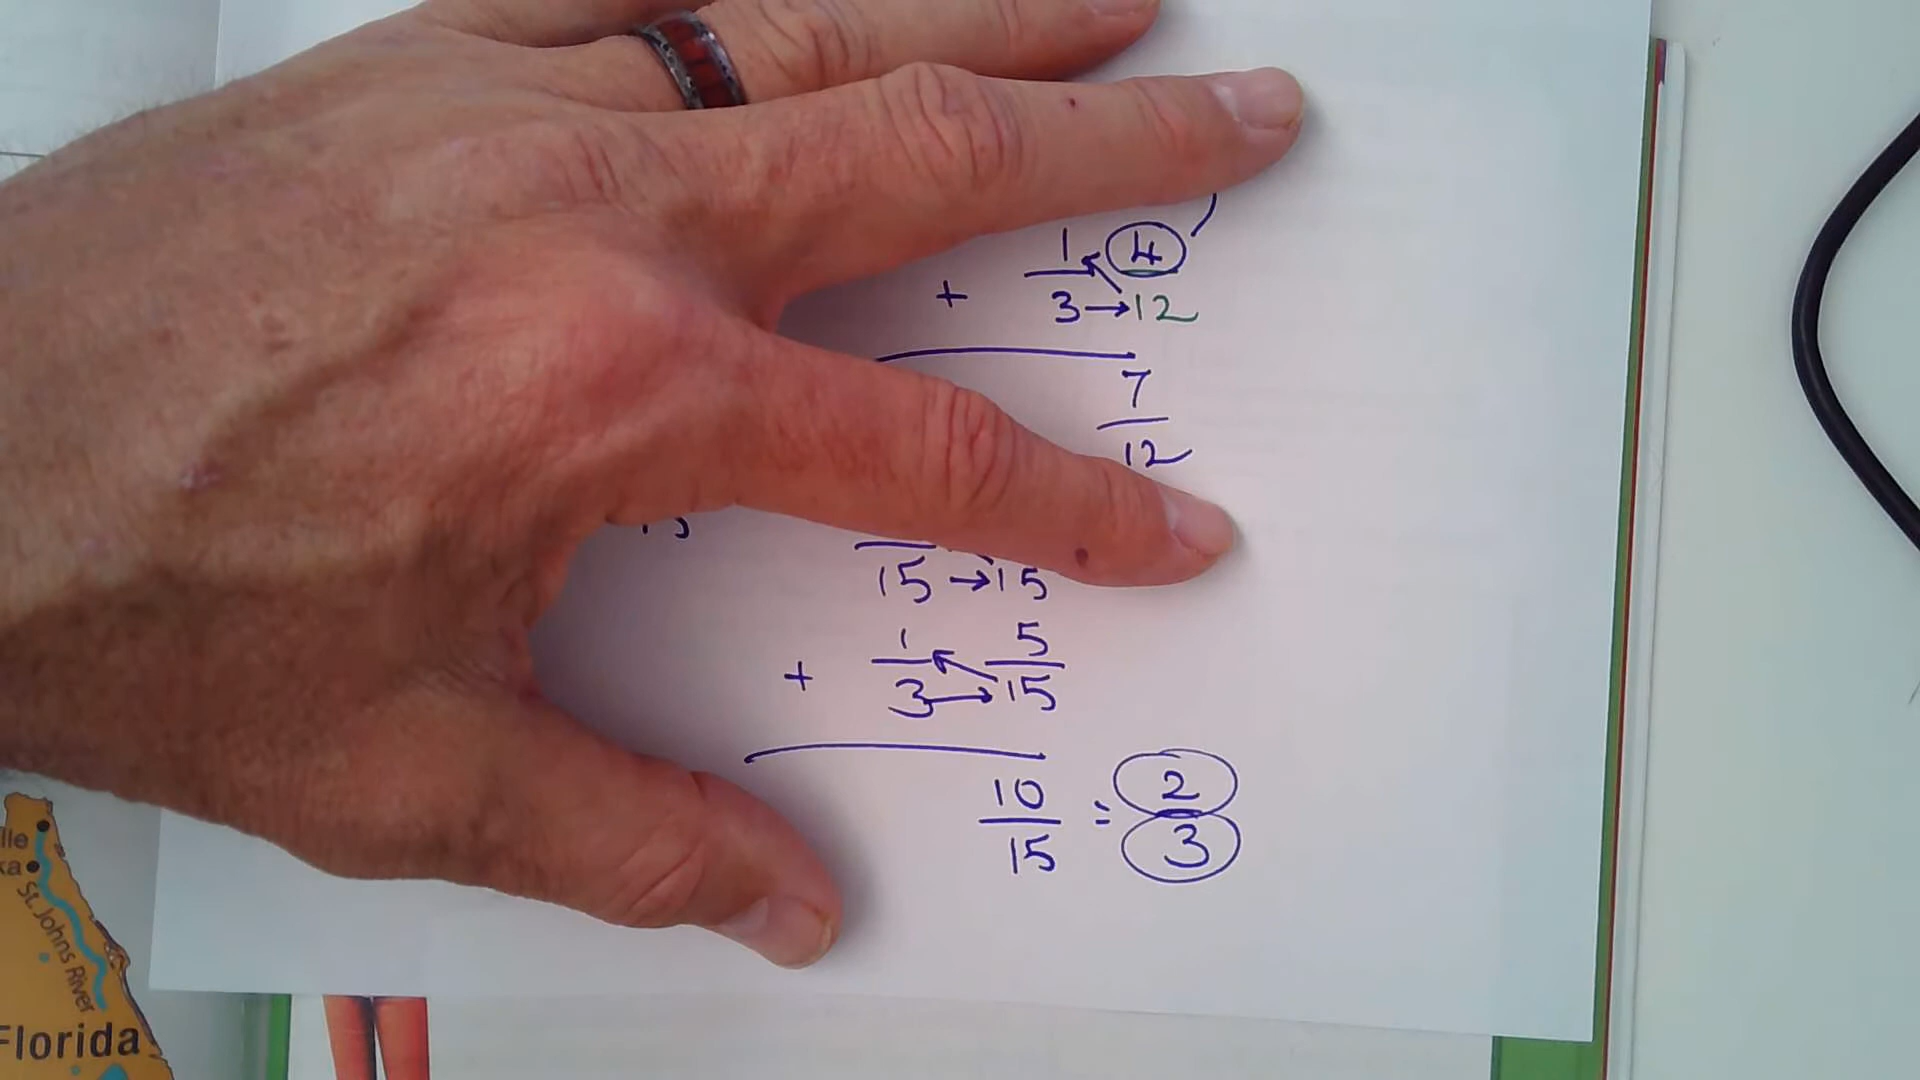 1 4
+ 3 → 12
7
12
15 → 15
1 5
+ 3 → 15
10 2
=
15 3
St. Johns River
Florida